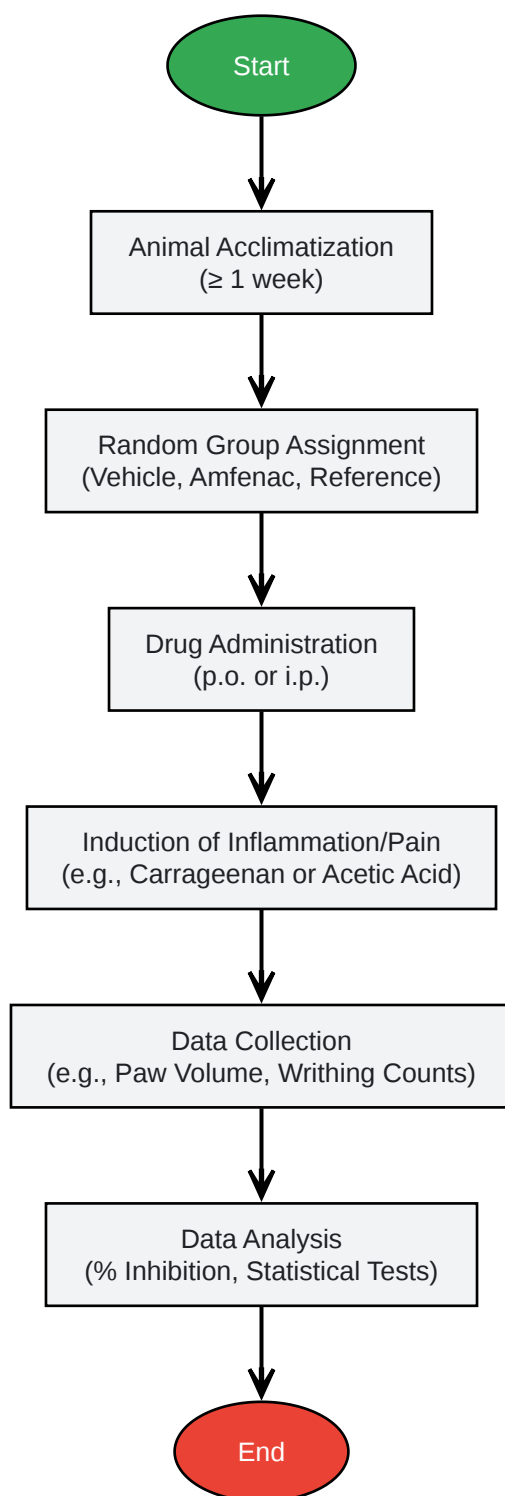 Start
Animal Acclimatization
(≥ 1 week)
Random Group Assignment
(Vehicle, Amfenac, Reference)
Drug Administration
(p.o. or i.p.)
Induction of Inflammation/Pain
(e.g., Carrageenan or Acetic Acid)
Data Collection
(e.g., Paw Volume, Writhing Counts)
Data Analysis
(% Inhibition, Statistical Tests)
End